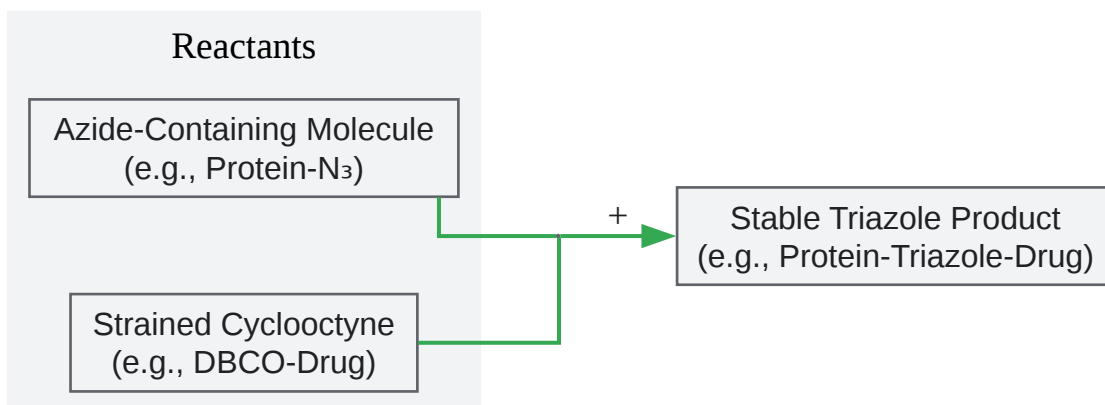 Reactants
Azide-Containing Molecule
(e.g., Protein-N₃)
+
Stable Triazole Product
(e.g., Protein-Triazole-Drug)
Strained Cyclooctyne
(e.g., DBCO-Drug)